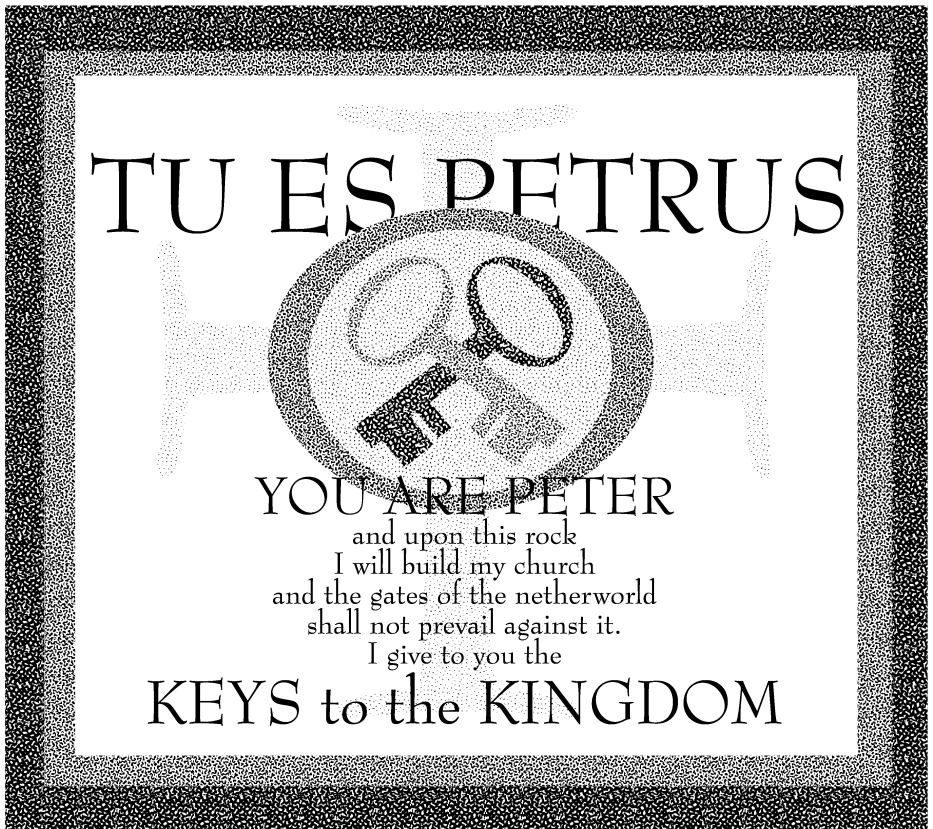 TU ES PETRUS
YOU ARE PETER
and upon this rock
I will build my church
and the gates of the netherworld
shall not prevail against it.
I give to you the
KEYS to the KINGDOM